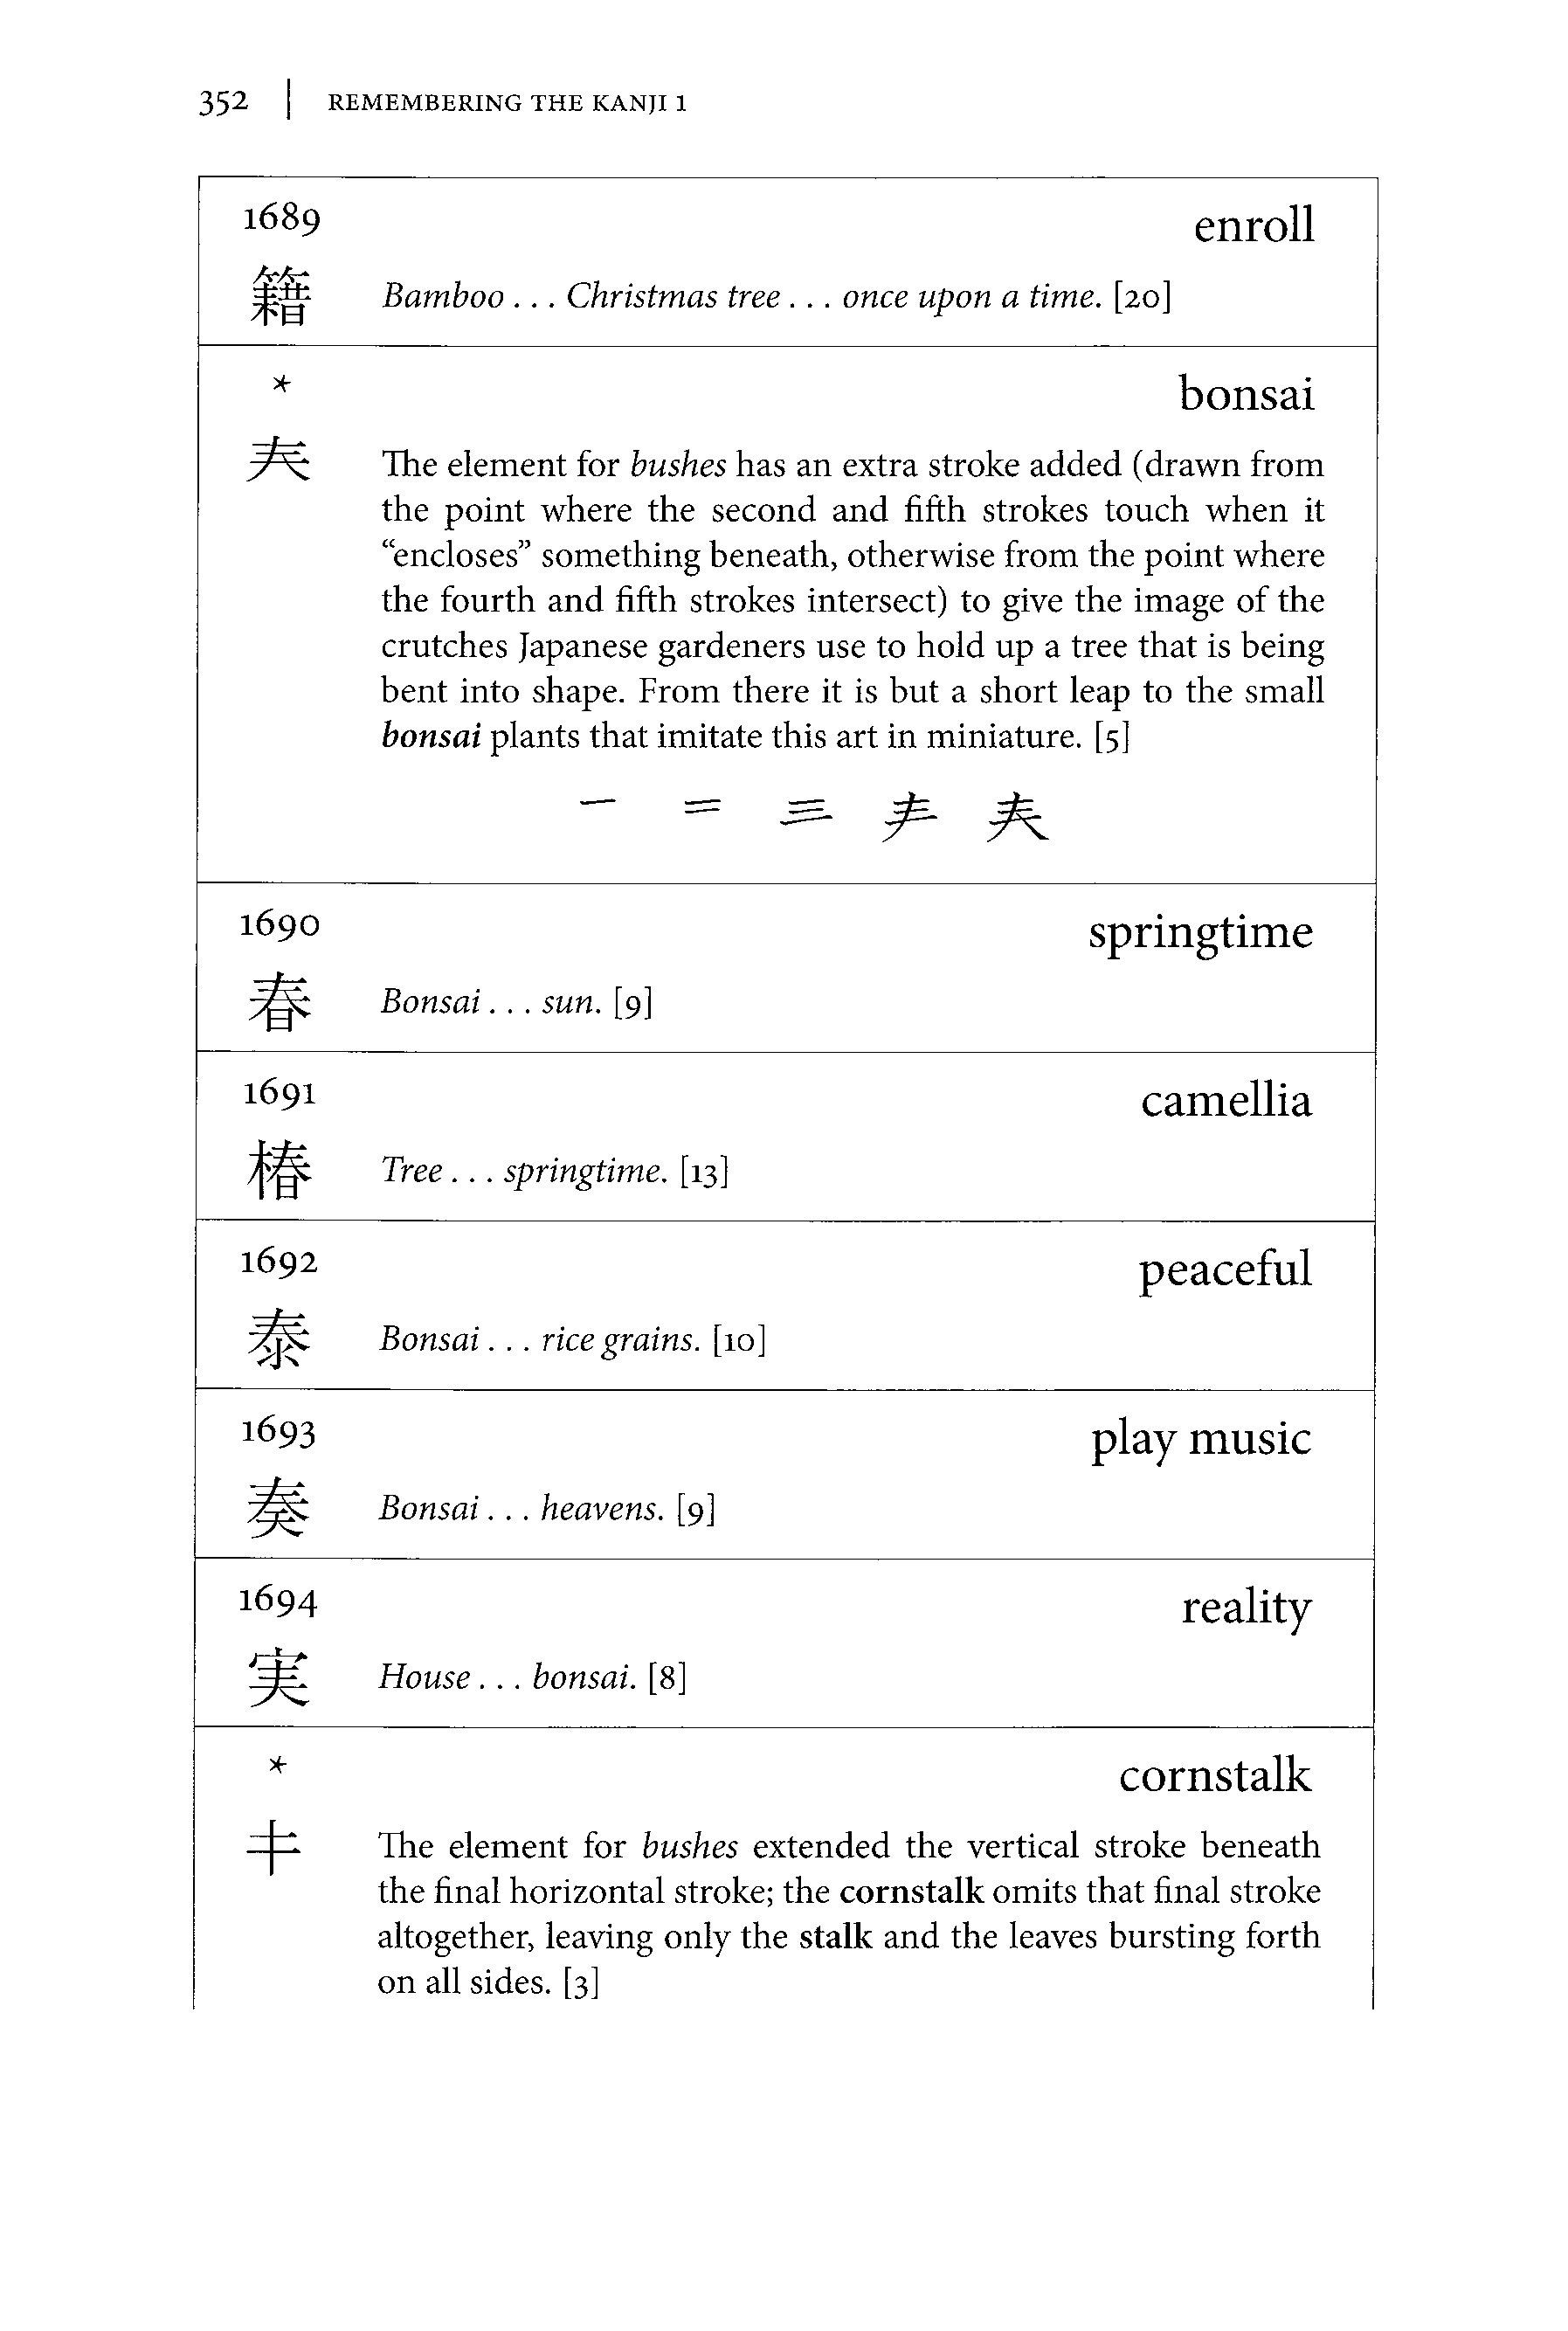 352 | REMEMBERING THE KANJI 1
1689
enroll
籍
Bamboo . . . Christmas tree . . . once upon a time. [20]
*
bonsai
𡗗
The element for bushes has an extra stroke added (drawn from
the point where the second and fifth strokes touch when it
“encloses” something beneath, otherwise from the point where
the fourth and fifth strokes intersect) to give the image of the
crutches Japanese gardeners use to hold up a tree that is being
bent into shape. From there it is but a short leap to the small
bonsai plants that imitate this art in miniature. [5]
一 二 三 𡗗
1690
springtime
春
Bonsai . . . sun. [9]
1691
camellia
椿
Tree . . . springtime. [13]
1692
peaceful
泰
Bonsai . . . rice grains. [10]
1693
play music
奏
Bonsai . . . heavens. [9]
1694
reality
実
House . . . bonsai. [8]
*
cornstalk
キ
The element for bushes extended the vertical stroke beneath
the final horizontal stroke; the cornstalk omits that final stroke
altogether, leaving only the stalk and the leaves bursting forth
on all sides. [3]